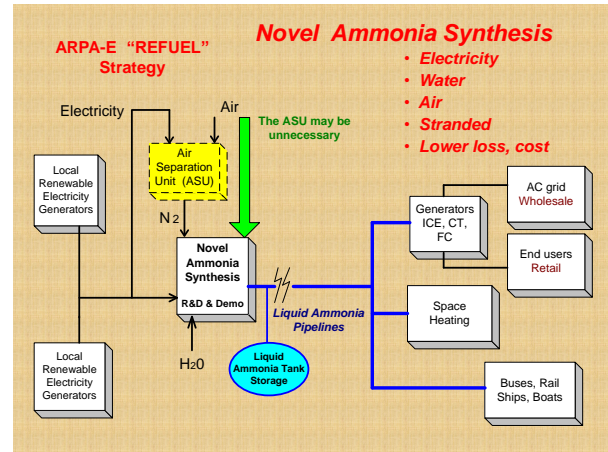 ARPA-E “REFUEL”
Strategy
Novel Ammonia Synthesis
• Electricity
• Water
• Air
• Stranded
• Lower loss, cost
Electricity
Air
The ASU may be
unnecessary
Air
Separation
Unit (ASU)
Local
Renewable
Electricity
Generators
N2
Novel
Ammonia
Synthesis
R&D & Demo
Liquid Ammonia
Pipelines
Generators
ICE, CT,
FC
AC grid
Wholesale
End users
Retail
Space
Heating
Local
Renewable
Electricity
Generators
H20
Liquid
Ammonia Tank
Storage
Buses, Rail
Ships, Boats